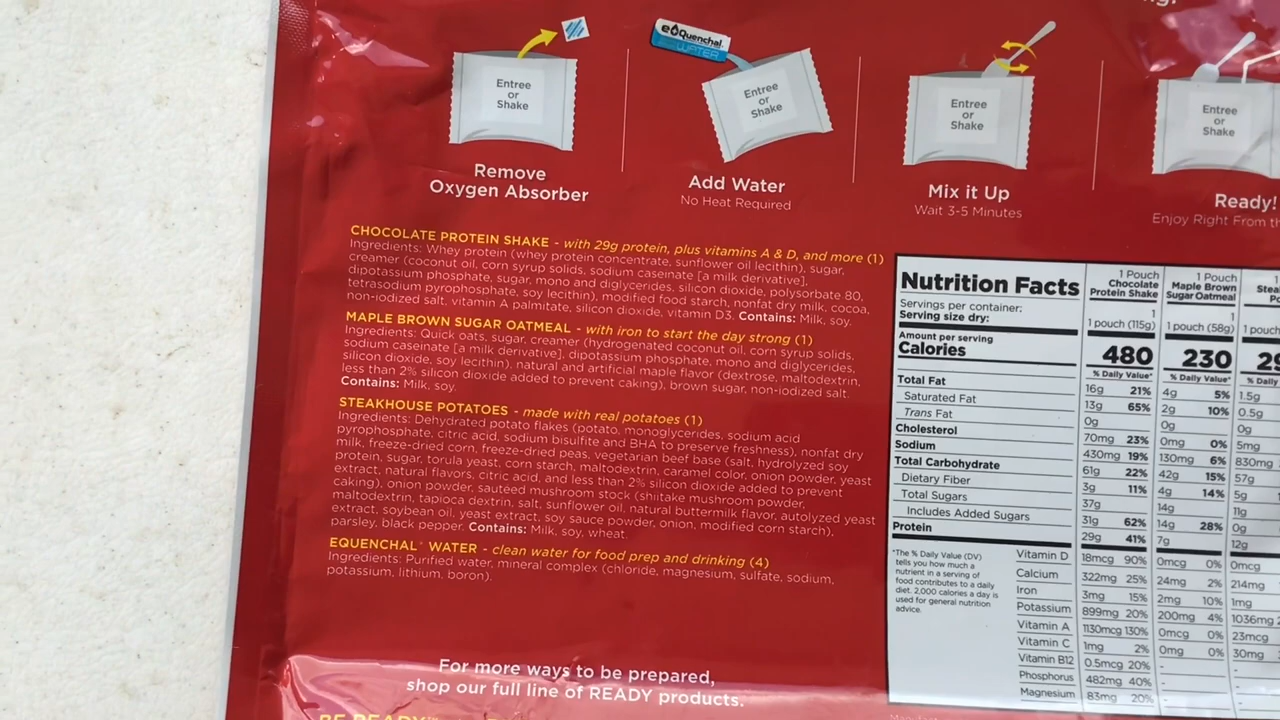 eQuenchal
WATER
Entree
or
Shake
Entree
or
Shake
Entree
or
Shake
Entree
or
Shake
Remove
Oxygen Absorber
Add Water
No Heat Required
Mix it Up
Wait 3-5 Minutes
Ready!
Enjoy Right From
CHOCOLATE PROTEIN SHAKE - with 29g protein, plus vitamins A & D, and more (1)
Ingredients: Whey protein (whey protein concentrate, sunflower oil lecithin), sugar,
creamer (coconut oil, corn syrup solids, sodium caseinate [a milk derivative],
dipotassium phosphate, sugar, mono and diglycerides, silicon dioxide, polysorbate 80,
tetrasodium pyrophosphate, soy lecithin), modified food starch, nonfat dry milk, cocoa,
non-iodized salt, vitamin A palmitate, silicon dioxide, vitamin D3. Contains: Milk, soy.
MAPLE BROWN SUGAR OATMEAL - with iron to start the day strong (1)
Ingredients: Quick oats, sugar, creamer (hydrogenated coconut oil, corn syrup solids,
sodium caseinate [a milk derivative], dipotassium phosphate, mono and diglycerides,
silicon dioxide, soy lecithin), natural and artificial maple flavor (dextrose, maltodextrin,
less than 2% silicon dioxide added to prevent caking), brown sugar, non-iodized salt.
Contains: Milk, soy.
STEAKHOUSE POTATOES - made with real potatoes (1)
Ingredients: Dehydrated potato flakes (potato, monoglycerides, sodium acid
pyrophosphate, citric acid, sodium bisulfite and BHA to preserve freshness), nonfat dry
milk, freeze-dried corn, freeze-dried peas, vegetarian beef base (salt, hydrolyzed soy
protein, sugar, torula yeast, corn starch, maltodextrin, caramel color, onion powder, yeast
extract, natural flavors, citric acid, and less than 2% silicon dioxide added to prevent
caking), onion powder, sautéed mushroom stock (shiitake mushroom powder,
maltodextrin, tapioca dextrin, salt, sunflower oil, natural buttermilk flavor, autolyzed yeast
extract, soybean oil, yeast extract, soy sauce powder, onion, modified corn starch),
parsley, black pepper. Contains: Milk, soy, wheat.
EQUENCHAL® WATER - clean water for food prep and drinking (4)
Ingredients: Purified water, mineral complex (chloride, magnesium, sulfate, sodium,
potassium, lithium, boron).
For more ways to be prepared,
shop our full line of READY products.
BE READY
Nutrition Facts 1 Pouch Chocolate Protein Shake 1 Pouch Maple Brown Sugar Oatmeal
Servings per container: 1 1
Serving size dry: 1 pouch (115g) 1 pouch (58g) 1 pouch
Amount per serving
Calories 480 230
% Daily Value* % Daily Value* % Daily
Total Fat 16g 21% 4g 5% 1.5g
Saturated Fat 13g 65% 2g 10% 0.5g
Trans Fat 0g 0g 0g
Cholesterol 70mg 23% 0mg 0% 5mg
Sodium 430mg 19% 130mg 6% 830mg
Total Carbohydrate 61g 22% 42g 15% 57g
Dietary Fiber 3g 11% 4g 14% 5g
Total Sugars 37g 14g 11g
Includes Added Sugars 31g 62% 14g 28% 0g
Protein 29g 41% 7g 12g
*The % Daily Value (DV)
tells you how much a
nutrient in a serving of
food contributes to a daily
diet. 2,000 calories a day is
used for general nutrition
advice.
Vitamin D 18mcg 90% 0mcg 0% 0mcg
Calcium 322mg 25% 24mg 2% 214mg
Iron 3mg 15% 2mg 10% 1mg
Potassium 899mg 20% 200mg 4% 1036mg
Vitamin A 1130mcg 130% 0mcg 0% 23mcg
Vitamin C 1mg 2% 0mg 0% 30mg
Vitamin B12 0.5mcg 20% - -
Phosphorus 482mg 40% - -
Magnesium 83mg 20% - -